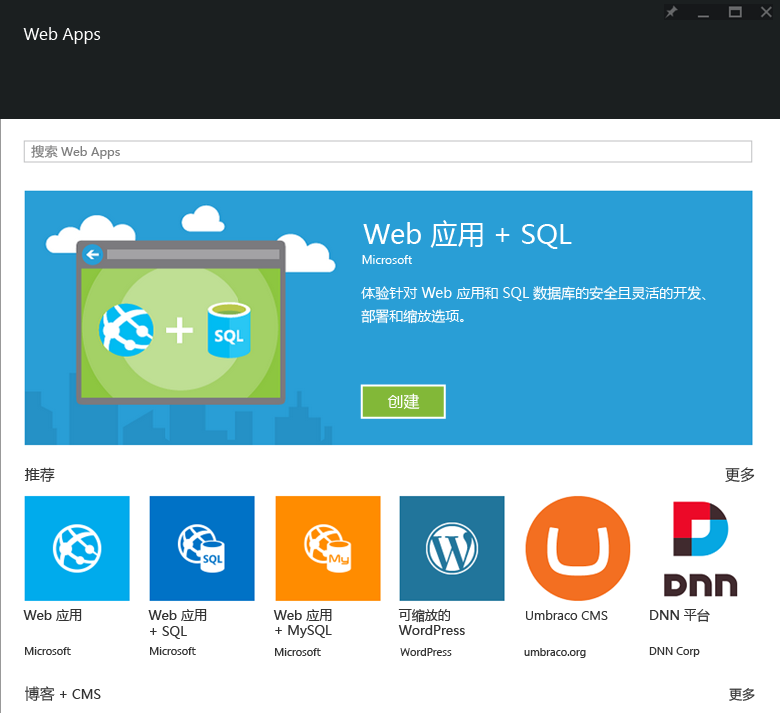 Web Apps
搜索 Web Apps
Web 应用 + SQL
Microsoft
体验针对 Web 应用和 SQL 数据库的安全且灵活的开发、
部署和缩放选项。
SQL
创建
推荐
更多
SQL
My
W
DNN
Web 应用
Microsoft
Web 应用
+ SQL
Microsoft
Web 应用
+ MySQL
Microsoft
可缩放的
WordPress
WordPress
Umbraco CMS
umbraco.org
DNN 平台
DNN Corp
博客 + CMS
更多